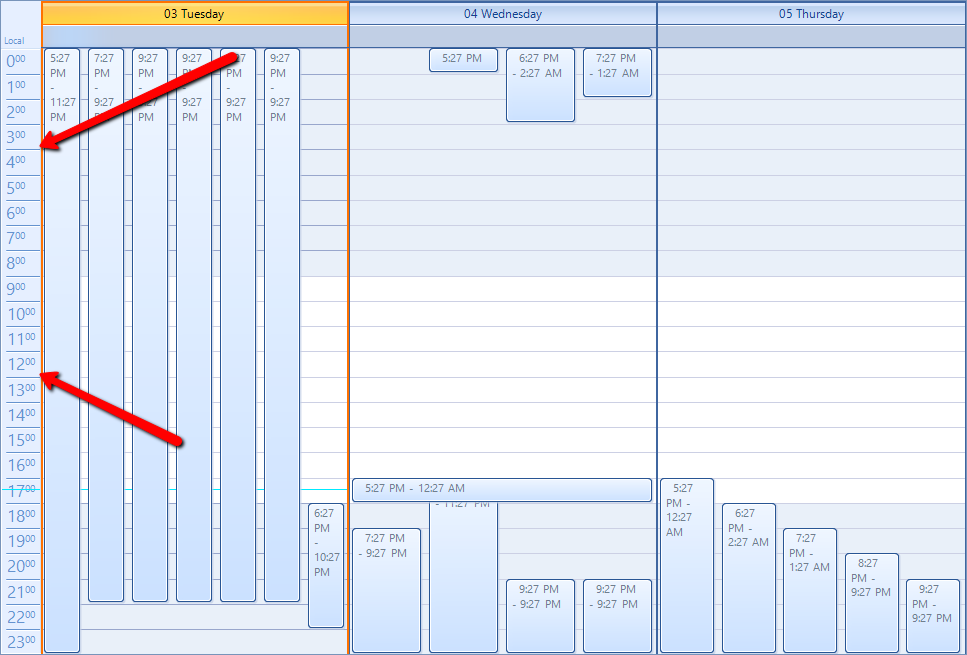 03 Tuesday
04 Wednesday
05 Thursday
Local
0 00
1 00
2 00
3 00
4 00
5 00
6 00
7 00
8 00
9 00
10 00
11 00
12 00
13 00
14 00
15 00
16 00
17 00
18 00
19 00
20 00
21 00
22 00
23 00
5:27
PM
-
11:27
PM
7:27
PM
-
9:27
PM
9:27
PM
-
PM
9:27
PM
-
9:27
PM
PM
-
9:27
PM
9:27
PM
-
9:27
PM
6:27
PM
-
10:27
PM
5:27 PM
6:27 PM
- 2:27 AM
7:27 PM
- 1:27 AM
5:27 PM - 12:27 AM
- 11:27 PM
7:27 PM
- 9:27 PM
9:27 PM
- 9:27 PM
9:27 PM
- 9:27 PM
5:27
PM -
12:27
AM
6:27
PM -
2:27 AM
7:27
PM -
1:27 AM
8:27
PM -
9:27 PM
9:27
PM -
9:27 PM